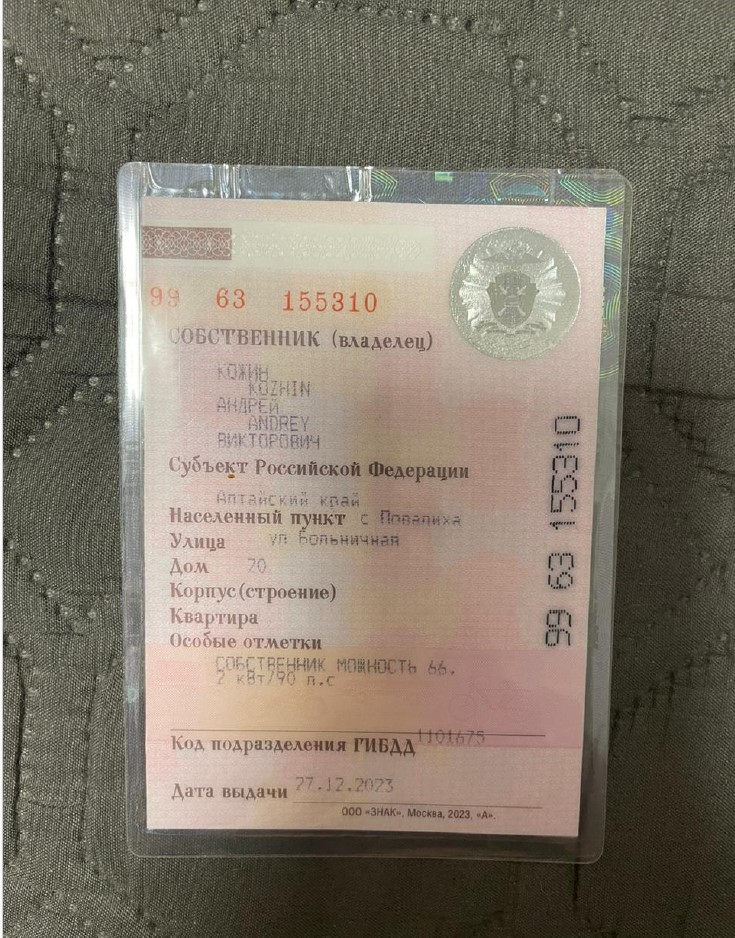 99 63 155310
СОБСТВЕННИК (владелец)
КОЖИН
KOZHIN
АНДРЕЙ
ANDREY
ВИКТОРОВИЧ
Субъект Российской Федерации
Алтайский край
Населенный пункт с Повалиха
Улица ул Больничная
Дом 20
Корпус (строение)
Квартира
Особые отметки
СОБСТВЕННИК МОЩНОСТЬ 66.
2 кВт/90 л.с
Код подразделения ГИБДД 1101675
Дата выдачи 27.12.2023
ООО «ЗНАК», Москва, 2023, «А».
99 63 155310